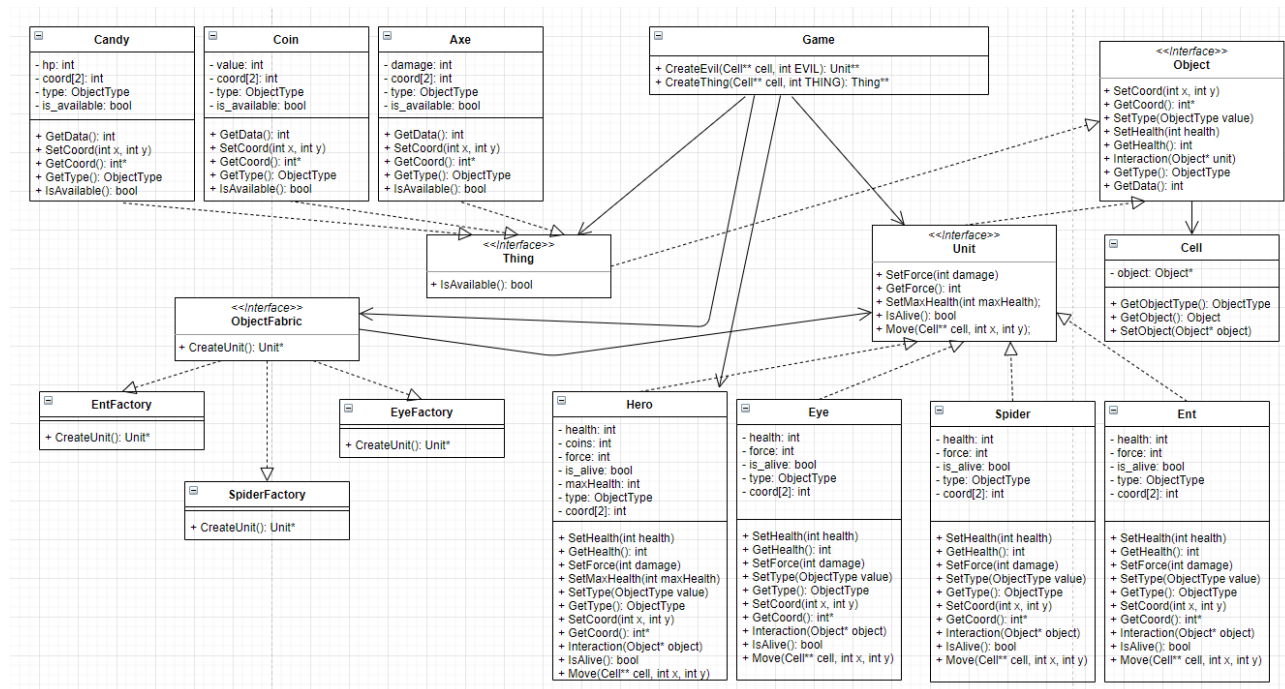 Candy
- hp: int
- coord[2]: int
- type: ObjectType
- is_available: bool
+ GetData(): int
+ SetCoord(int x, int y)
+ GetCoord(): int*
+ GetType(): ObjectType
+ IsAvailable(): bool
Coin
- value: int
- coord[2]: int
- type: ObjectType
- is_available: bool
+ GetData(): int
+ SetCoord(int x, int y)
+ GetCoord(): int*
+ GetType(): ObjectType
+ IsAvailable(): bool
Axe
- damage: int
- coord[2]: int
- type: ObjectType
- is_available: bool
+ GetData(): int
+ SetCoord(int x, int y)
+ GetCoord(): int*
+ GetType(): ObjectType
+ IsAvailable(): bool
Game
+ CreateEvil(Cell** cell, int EVIL): Unit**
+ CreateThing(Cell** cell, int THING): Thing**
<<Interface>>
Object
+ SetCoord(int x, int y)
+ GetCoord(): int*
+ SetType(ObjectType value)
+ SetHealth(int health)
+ GetHealth(): int
+ Interaction(Object* unit)
+ GetType(): ObjectType
+ GetData(): int
<<Interface>>
Thing
+ IsAvailable(): bool
<<Interface>>
Unit
+ SetForce(int damage)
+ GetForce(): int
+ SetMaxHealth(int maxHealth);
+ IsAlive(): bool
+ Move(Cell** cell, int x, int y);
Cell
- object: Object*
+ GetObjectType(): ObjectType
+ GetObject(): Object
+ SetObject(Object* object)
<<Interface>>
ObjectFabric
+ CreateUnit(): Unit*
EntFactory
+ CreateUnit(): Unit*
EyeFactory
+ CreateUnit(): Unit*
SpiderFactory
+ CreateUnit(): Unit*
Hero
- health: int
- coins: int
- force: int
- is_alive: bool
- maxHealth: int
- type: ObjectType
- coord[2]: int
+ SetHealth(int health)
+ GetHealth(): int
+ SetForce(int damage)
+ SetMaxHealth(int maxHealth)
+ SetType(ObjectType value)
+ GetType(): ObjectType
+ SetCoord(int x, int y)
+ GetCoord(): int*
+ Interaction(Object* object)
+ IsAlive(): bool
+ Move(Cell** cell, int x, int y)
Eye
- health: int
- force: int
- is_alive: bool
- type: ObjectType
- coord[2]: int
+ SetHealth(int health)
+ GetHealth(): int
+ SetForce(int damage)
+ SetType(ObjectType value)
+ GetType(): ObjectType
+ SetCoord(int x, int y)
+ GetCoord(): int*
+ Interaction(Object* object)
+ IsAlive(): bool
+ Move(Cell** cell, int x, int y)
Spider
- health: int
- force: int
- is_alive: bool
- type: ObjectType
- coord[2]: int
+ SetHealth(int health)
+ GetHealth(): int
+ SetForce(int damage)
+ SetType(ObjectType value)
+ GetType(): ObjectType
+ SetCoord(int x, int y)
+ GetCoord(): int*
+ Interaction(Object* object)
+ IsAlive(): bool
+ Move(Cell** cell, int x, int y)
Ent
- health: int
- force: int
- is_alive: bool
- type: ObjectType
- coord[2]: int
+ SetHealth(int health)
+ GetHealth(): int
+ SetForce(int damage)
+ SetType(ObjectType value)
+ GetType(): ObjectType
+ SetCoord(int x, int y)
+ GetCoord(): int*
+ Interaction(Object* object)
+ IsAlive(): bool
+ Move(Cell** cell, int x, int y)